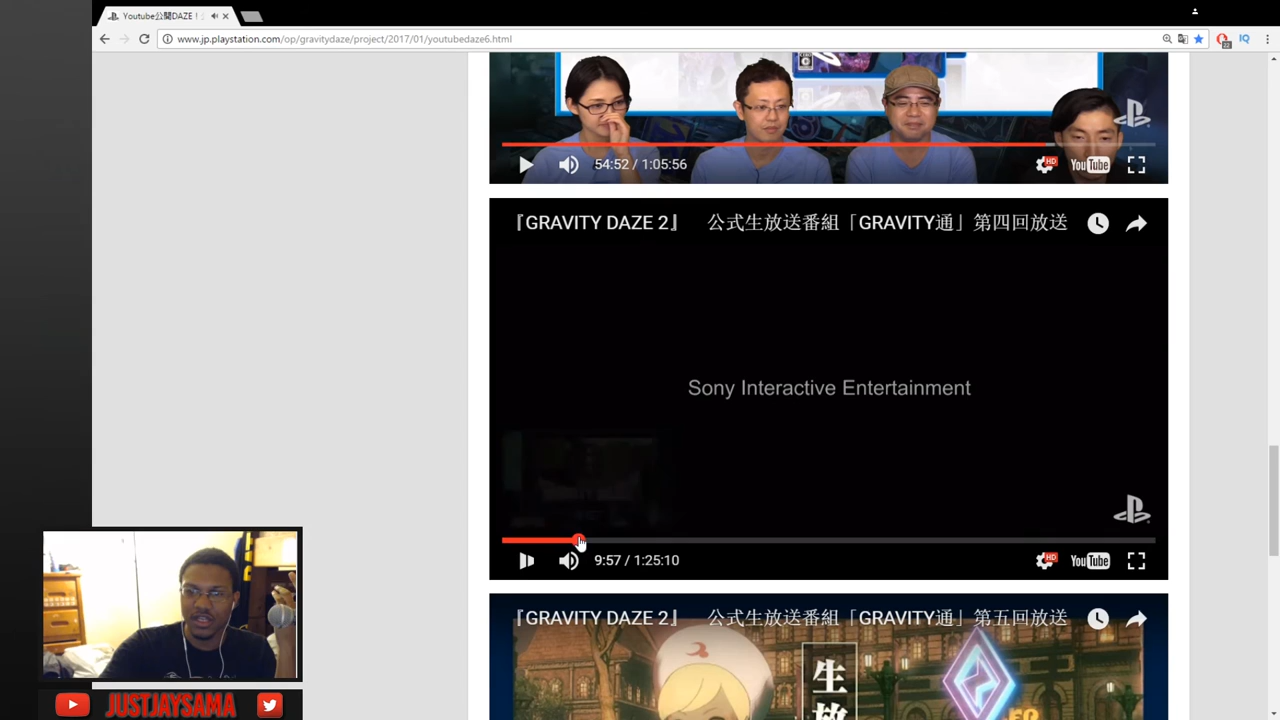 Youtube公開DAZE！
www.jp.playstation.com/op/gravitydaze/project/2017/01/youtubedaze6.html
22
IQ
54:52 / 1:05:56
HD
YouTube
『GRAVITY DAZE 2』 公式生放送番組「GRAVITY通」第四回放送
Sony Interactive Entertainment
9:57 / 1:25:10
HD
YouTube
『GRAVITY DAZE 2』 公式生放送番組「GRAVITY通」第五回放送
生放
JUSTJAYSAMA